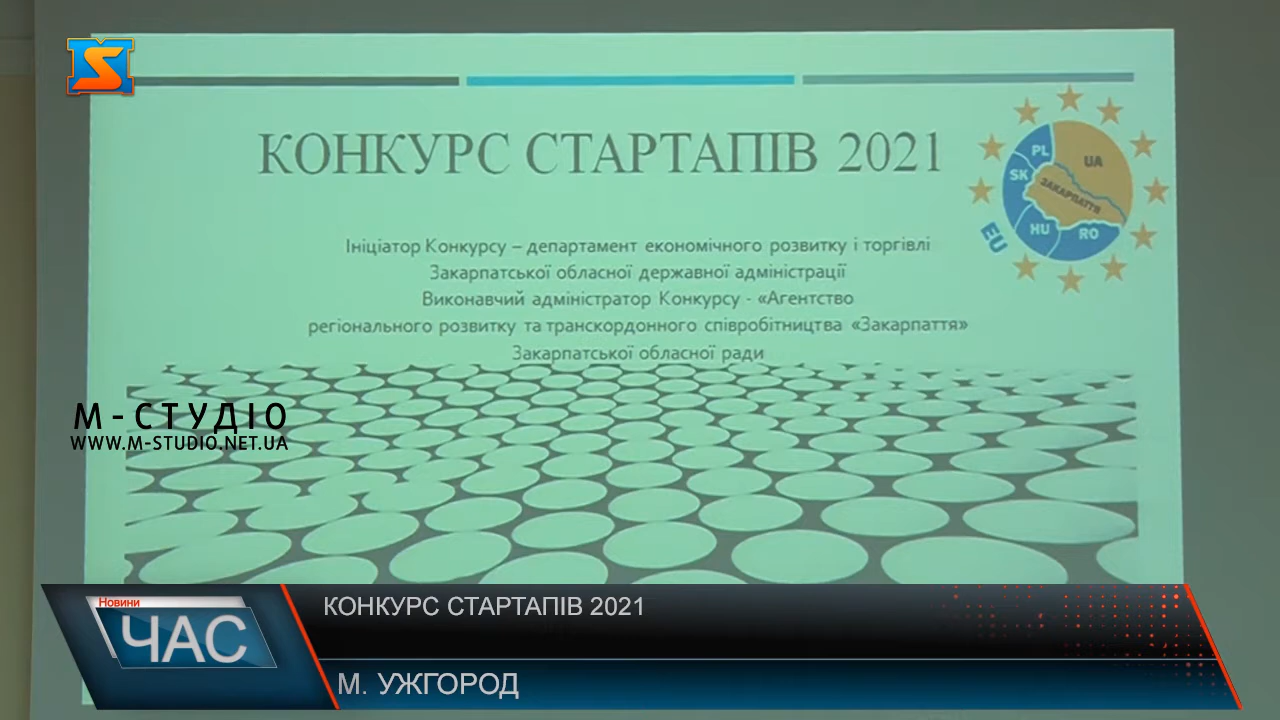 КОНКУРС СТАРТАПІВ 2021
PL
UA
SK
ЗАКАРПАТТЯ
HU
RO
EU
Ініціатор Конкурсу – департамент економічного розвитку і торгівлі
Закарпатської обласної державної адміністрації
Виконавчий адміністратор Конкурсу - «Агентство
регіонального розвитку та транскордонного співробітництва «Закарпаття»
Закарпатської обласної ради
М-СТУДІО
WWW.M-STUDIO.NET.UA
Новини
ЧАС
КОНКУРС СТАРТАПІВ 2021
М. УЖГОРОД